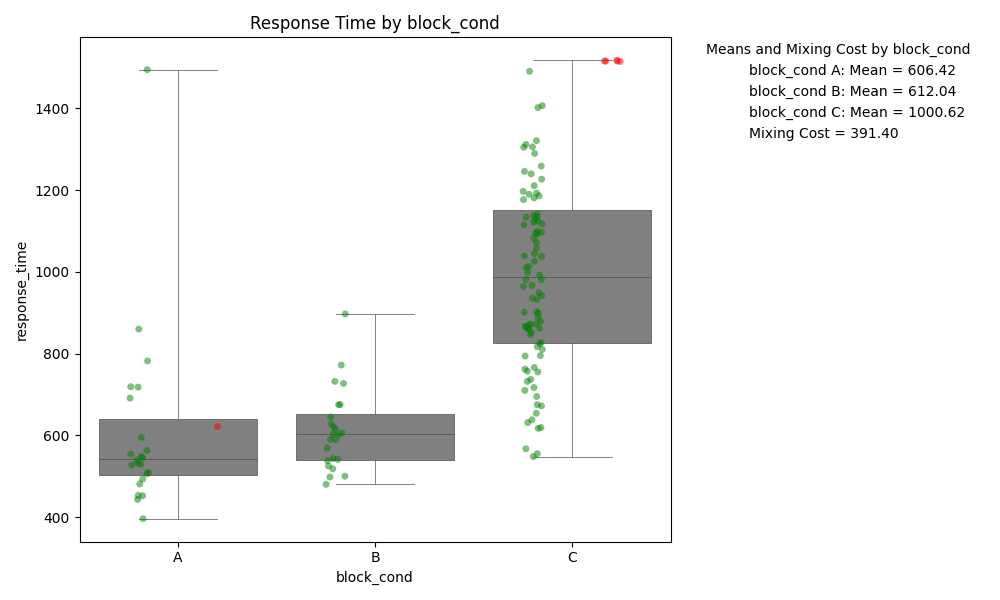 Response Time by block_cond
Means and Mixing Cost by block_cond
block_cond A: Mean = 606.42
block_cond B: Mean = 612.04
block_cond C: Mean = 1000.62
Mixing Cost = 391.40
response_time
1400
1200
1000
800
600
400
A
B
C
block_cond